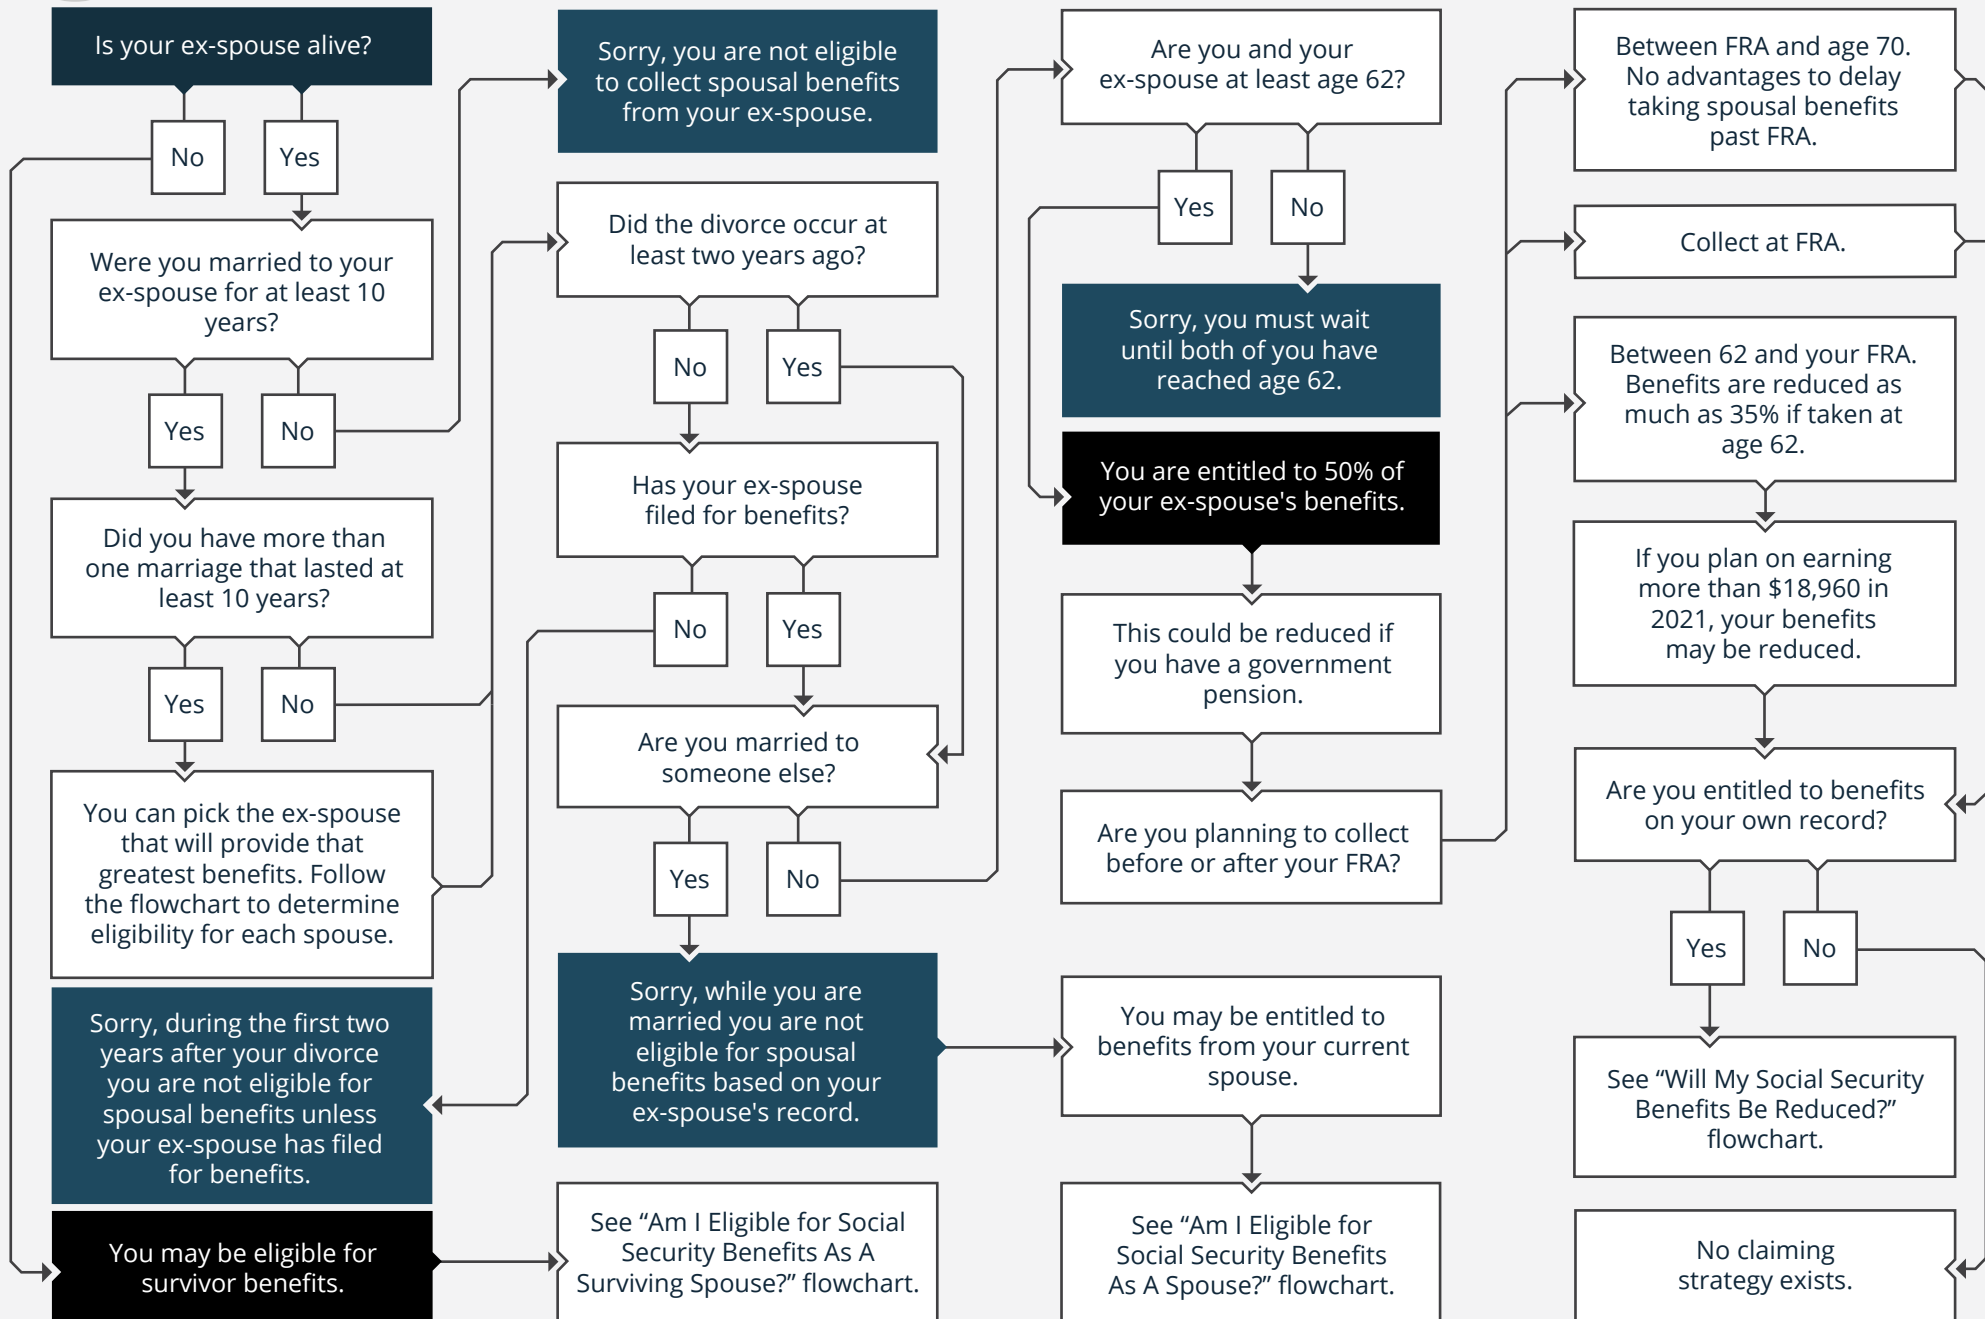 Is your ex-spouse alive?
No
Yes
Were you married to your
ex-spouse for at least 10
years?
Yes
No
Did you have more than
one marriage that lasted at
least 10 years?
Yes
No
You can pick the ex-spouse
that will provide that
greatest benefits. Follow
the flowchart to determine
eligibility for each spouse.
Sorry, during the first two
years after your divorce
you are not eligible for
spousal benefits unless
your ex-spouse has filed
for benefits.
You may be eligible for
survivor benefits.
Sorry, you are not eligible
to collect spousal benefits
from your ex-spouse.
Did the divorce occur at
least two years ago?
No
Yes
Has your ex-spouse
filed for benefits?
No
Yes
Are you married to
someone else?
Yes
No
Sorry, while you are
married you are not
eligible for spousal
benefits based on your
ex-spouse's record.
See “Am I Eligible for Social
Security Benefits As A
Surviving Spouse?” flowchart.
Are you and your
ex-spouse at least age 62?
Yes
No
Sorry, you must wait
until both of you have
reached age 62.
You are entitled to 50% of
your ex-spouse's benefits.
This could be reduced if
you have a government
pension.
Are you planning to collect
before or after your FRA?
You may be entitled to
benefits from your current
spouse.
See “Am I Eligible for
Social Security Benefits
As A Spouse?” flowchart.
Between FRA and age 70.
No advantages to delay
taking spousal benefits
past FRA.
Collect at FRA.
Between 62 and your FRA.
Benefits are reduced as
much as 35% if taken at
age 62.
If you plan on earning
more than $18,960 in
2021, your benefits
may be reduced.
Are you entitled to benefits
on your own record?
Yes
No
See “Will My Social Security
Benefits Be Reduced?”
flowchart.
No claiming
strategy exists.